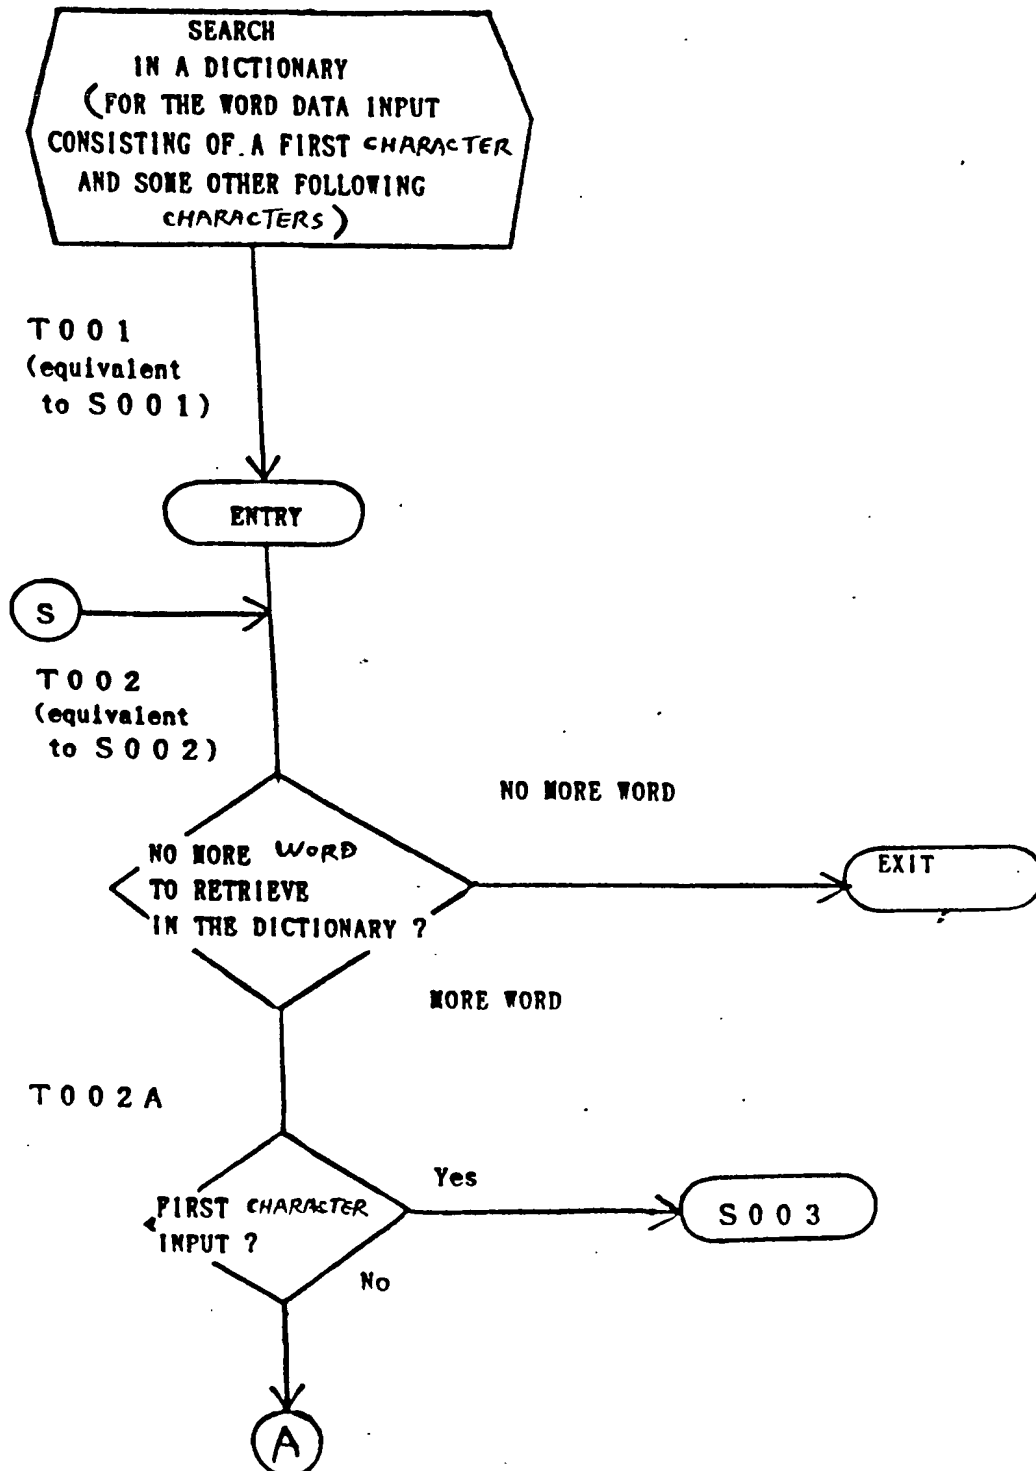 SEARCH
IN A DICTIONARY
(FOR THE WORD DATA INPUT
CONSISTING OF A FIRST CHARACTER
AND SOME OTHER FOLLOWING
CHARACTERS)
T001
(equivalent
to S001)
ENTRY
S
T002
(equivalent
to S002)
NO MORE WORD
NO MORE WORD
TO RETRIEVE
IN THE DICTIONARY ?
EXIT
MORE WORD
T002A
Yes
FIRST CHARACTER
INPUT ?
S003
No
A